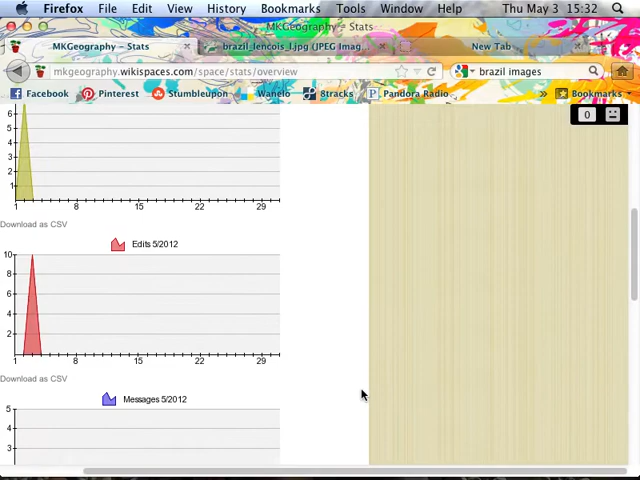 Firefox File Edit View History Bookmarks Tools Window Help Thu May 3 15:32
MKGeography – Stats
MKGeography – Stats brazil_lencois_l.jpg (JPEG Imag... New Tab
mkgeography.wikispaces.com/space/stats/overview brazil images
Facebook Pinterest Stumbleupon Wanelo 8tracks Pandora Radio Bookmarks
0
6
5
4
3
2
1
1 8 15 22 29
Download as CSV
Edits 5/2012
10
8
6
4
2
1 8 15 22 29
Download as CSV
Messages 5/2012
5
4
3